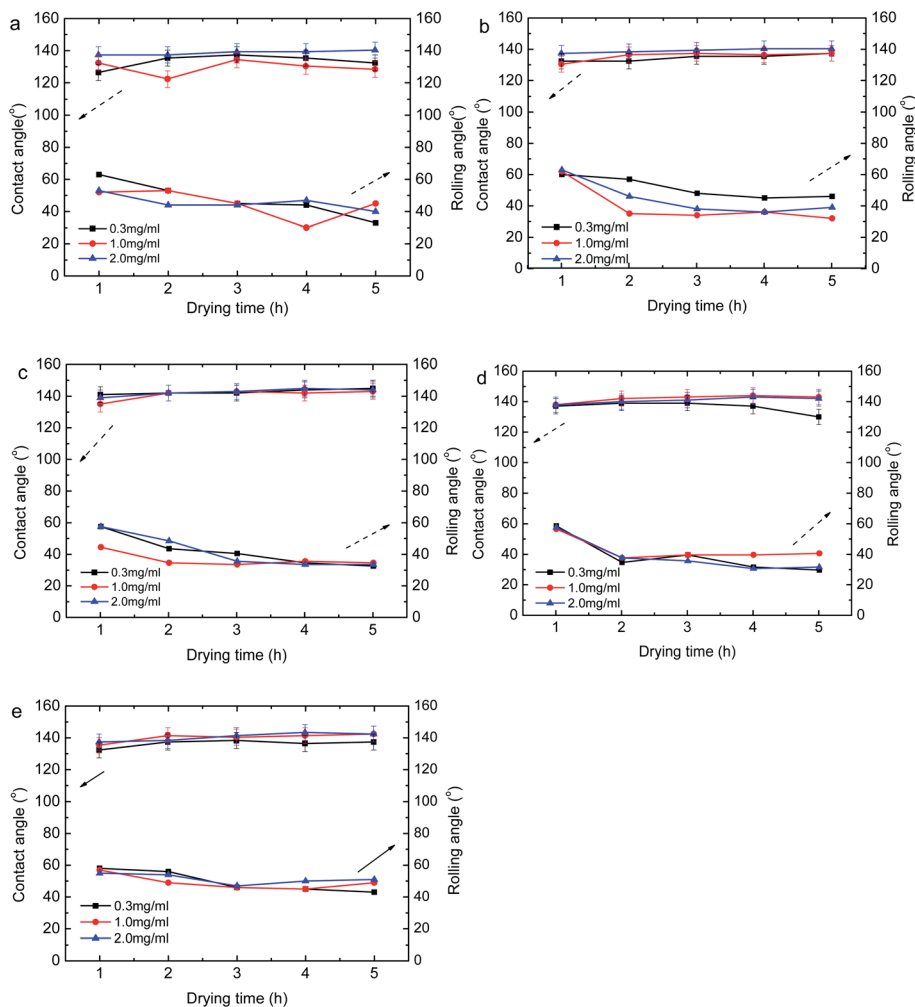 a
160
140
120
100
80
60
40
20
0
Contact angle(°)
0.3mg/ml
1.0mg/ml
2.0mg/ml
1 2 3 4 5
Drying time (h)
140
120
100
80
60
40
20
0
Rolling angle(°)
b
160
140
120
100
80
60
40
20
0
Contact angle (°)
0.3mg/ml
1.0mg/ml
2.0mg/ml
1 2 3 4 5
Drying time (h)
160
140
120
100
80
60
40
20
0
Rolling angle (°)
c
160
140
120
100
80
60
40
20
0
Contact angle (°)
0.3mg/ml
1.0mg/ml
2.0mg/ml
1 2 3 4 5
Drying time (h)
160
140
120
100
80
60
40
20
0
Rolling angle (°)
d
160
140
120
100
80
60
40
20
0
Contact angle (°)
0.3mg/ml
1.0mg/ml
2.0mg/ml
1 2 3 4 5
Drying time (h)
160
140
120
100
80
60
40
20
0
Rolling angle (°)
e
160
140
120
100
80
60
40
20
0
Contact angle (°)
0.3mg/ml
1.0mg/ml
2.0mg/ml
1 2 3 4 5
Drying time (h)
160
140
120
100
80
60
40
20
0
Rolling angle (°)